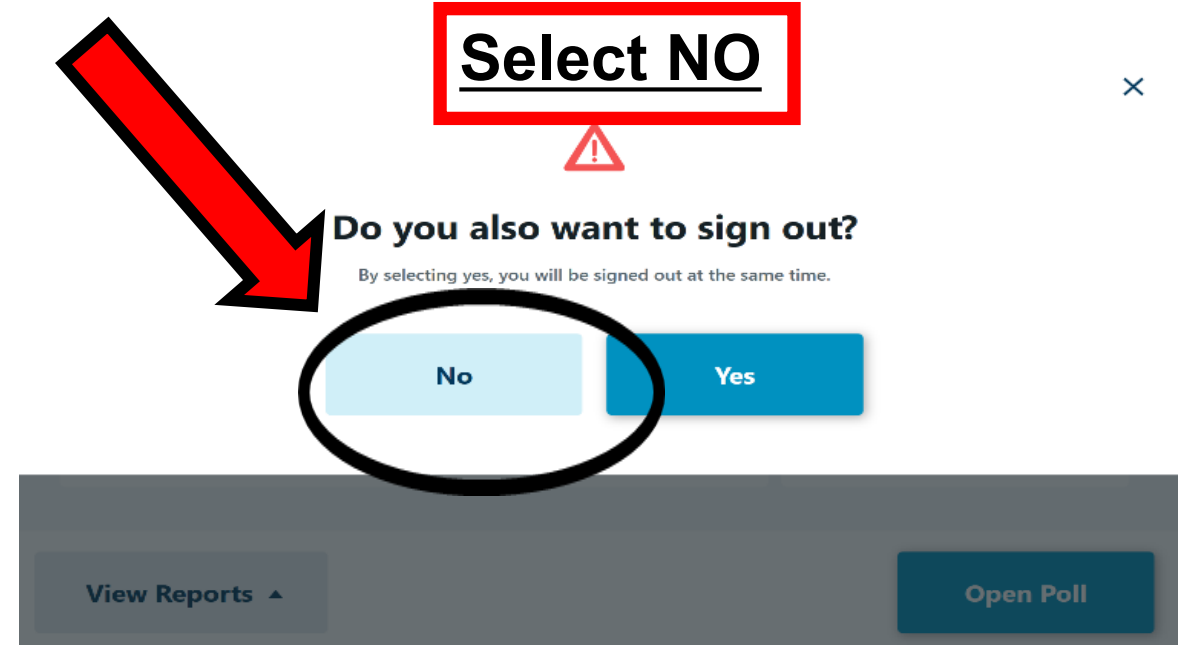 Select NO
Do you also want to sign out?
By selecting yes, you will be signed out at the same time.
No
Yes
View Reports
Open Poll